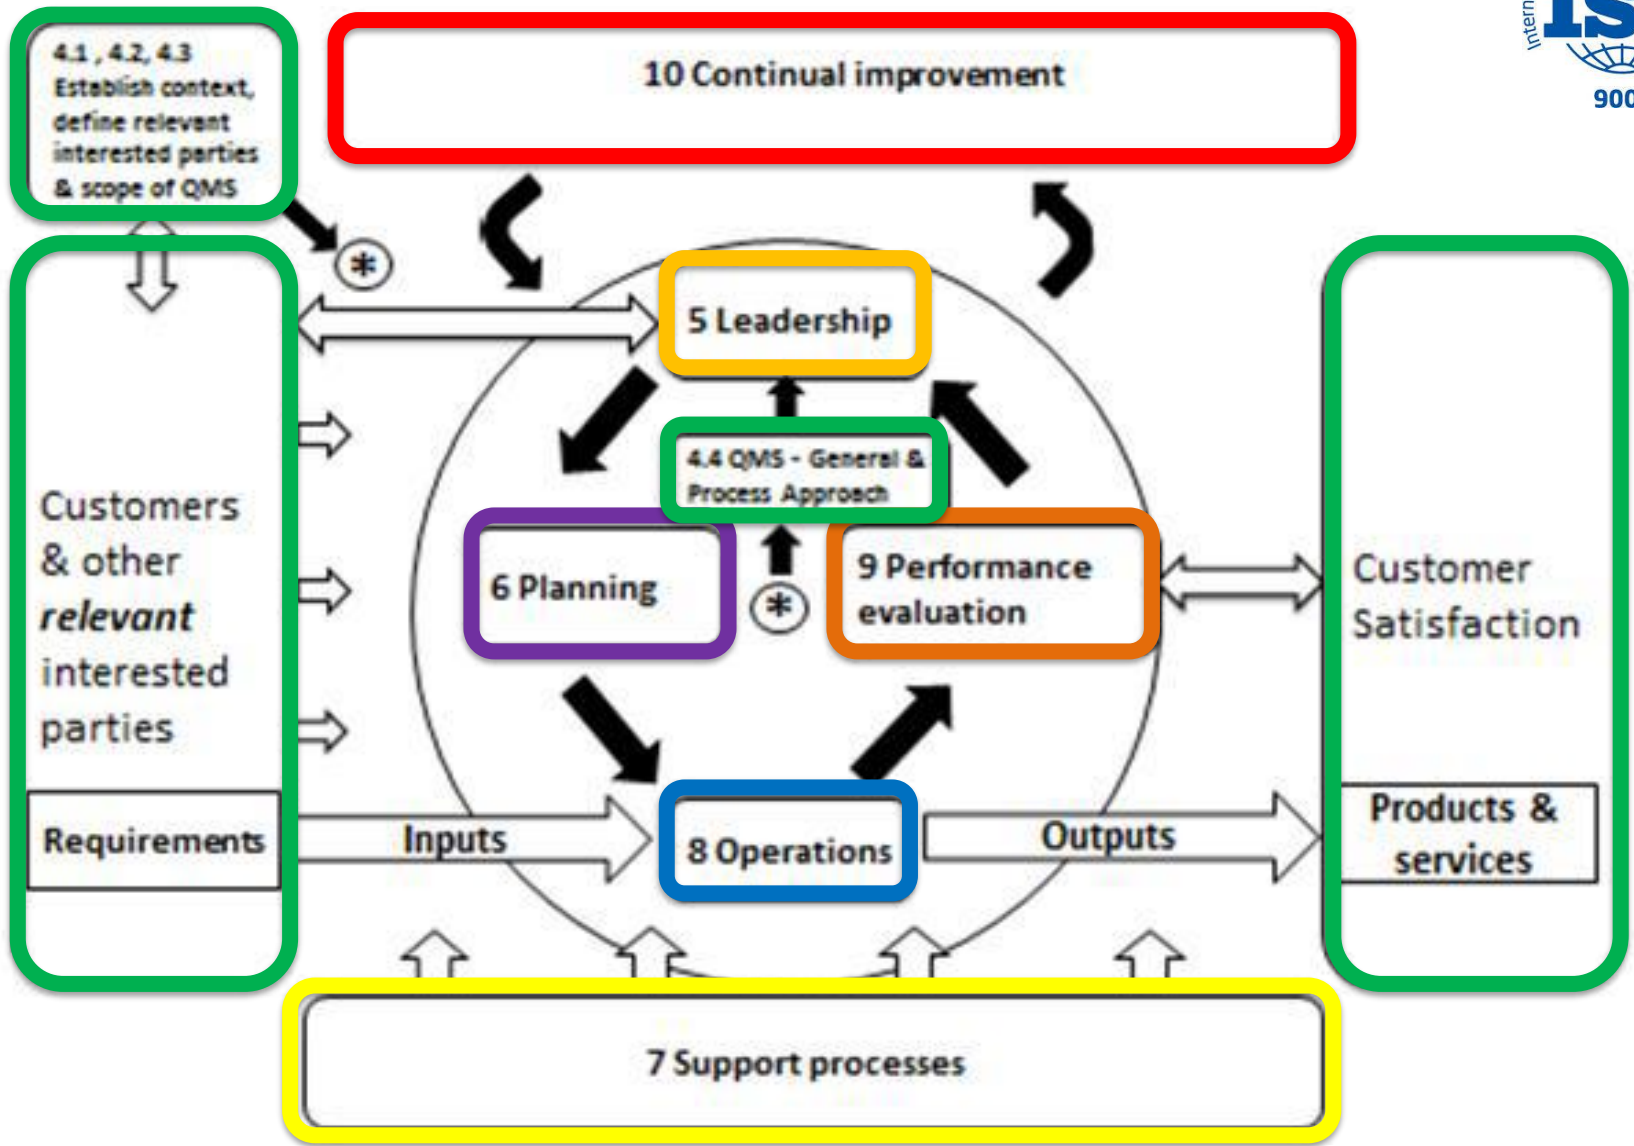 4.1 , 4.2, 4.3
Establish context,
define relevant
interested parties
& scope of QMS
10 Continual improvement
Intern
IS
900
*
5 Leadership
4.4 QMS - General &
Process Approach
6 Planning
*
9 Performance
evaluation
Customers
& other
relevant
interested
parties
Customer
Satisfaction
Requirements
Inputs
8 Operations
Outputs
Products &
services
7 Support processes